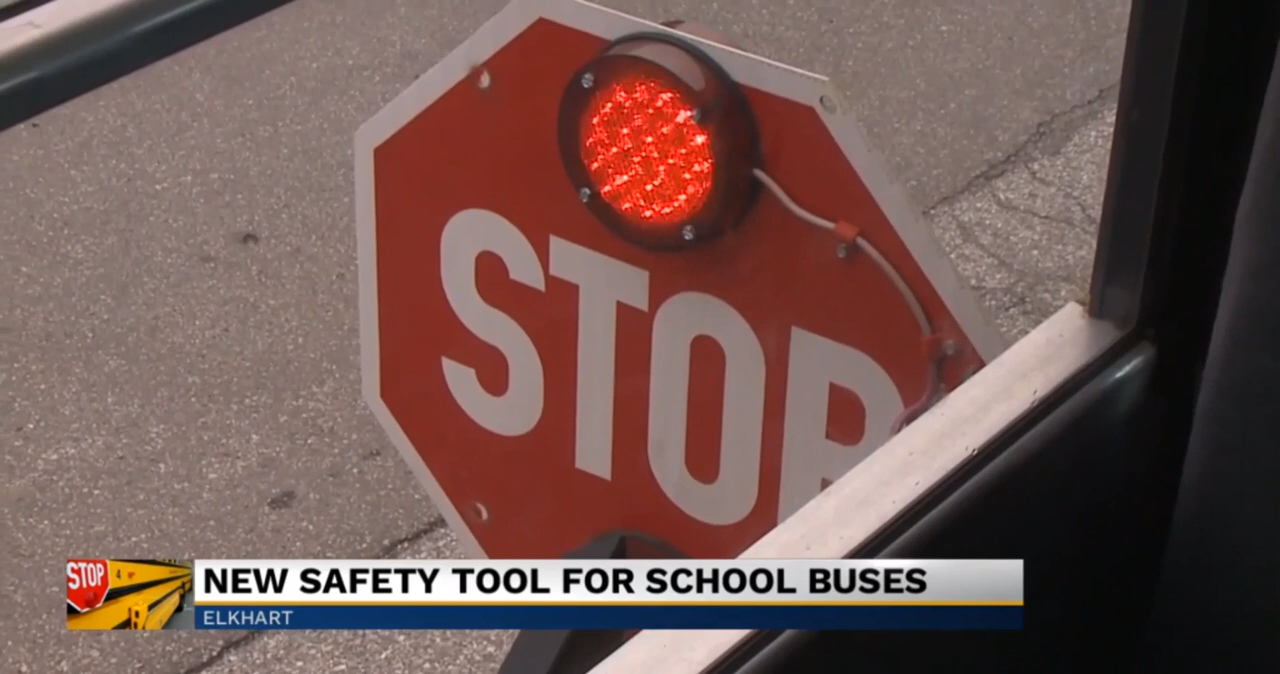 STOP
STOP
NEW SAFETY TOOL FOR SCHOOL BUSES
ELKHART